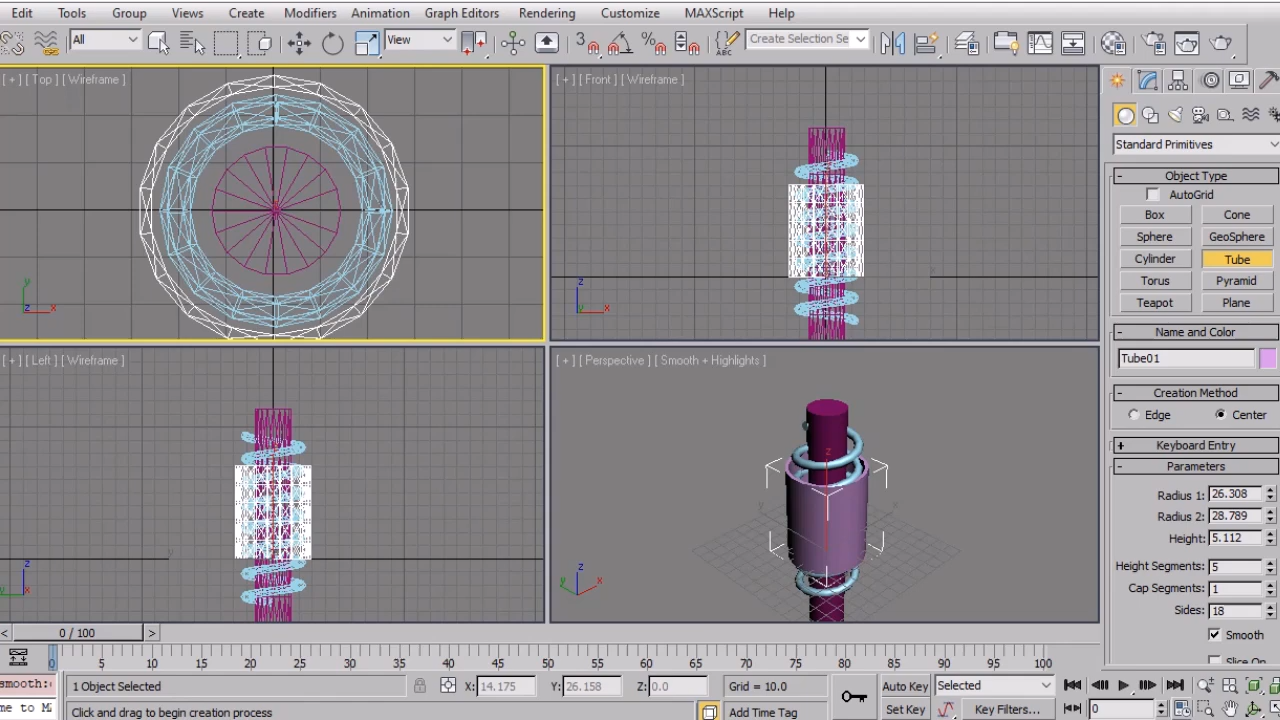 Edit Tools Group Views Create Modifiers Animation Graph Editors Rendering Customize MAXScript Help
All View 3 % ABC Create Selection Se
[ + ] [ Top ] [ Wireframe ]
[ + ] [ Front ] [ Wireframe ]
y
z x
z
y x
[ + ] [ Left ] [ Wireframe ]
[ + ] [ Perspective ] [ Smooth + Highlights ]
z
y x
z
y x
Standard Primitives
- Object Type
AutoGrid
Box Cone
Sphere GeoSphere
Cylinder Tube
Torus Pyramid
Teapot Plane
- Name and Color
Tube01
- Creation Method
Edge Center
+ Keyboard Entry
- Parameters
Radius 1: 26.308
Radius 2: 28.789
Height: 5.112
Height Segments: 5
Cap Segments: 1
Sides: 18
Smooth
< 0 / 100 >
0 5 10 15 20 25 30 35 40 45 50 55 60 65 70 75 80 85 90 95 100
smooth: 1 Object Selected X: 14.175 Y: 26.158 Z: 0.0 Grid = 10.0 Auto Key Selected
me to M Click and drag to begin creation process Add Time Tag Set Key Key Filters... 0